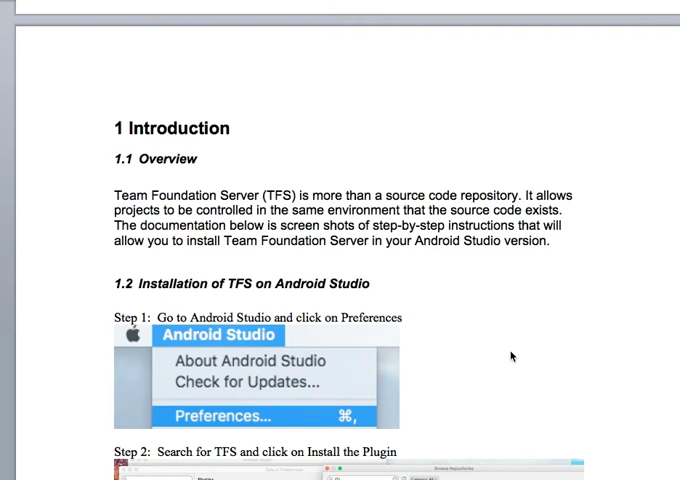 1 Introduction
1.1 Overview
Team Foundation Server (TFS) is more than a source code repository. It allows
projects to be controlled in the same environment that the source code exists.
The documentation below is screen shots of step-by-step instructions that will
allow you to install Team Foundation Server in your Android Studio version.
1.2 Installation of TFS on Android Studio
Step 1: Go to Android Studio and click on Preferences
Android Studio
About Android Studio
Check for Updates...
Preferences... ⌘,
Step 2: Search for TFS and click on Install the Plugin
Browse Repositories